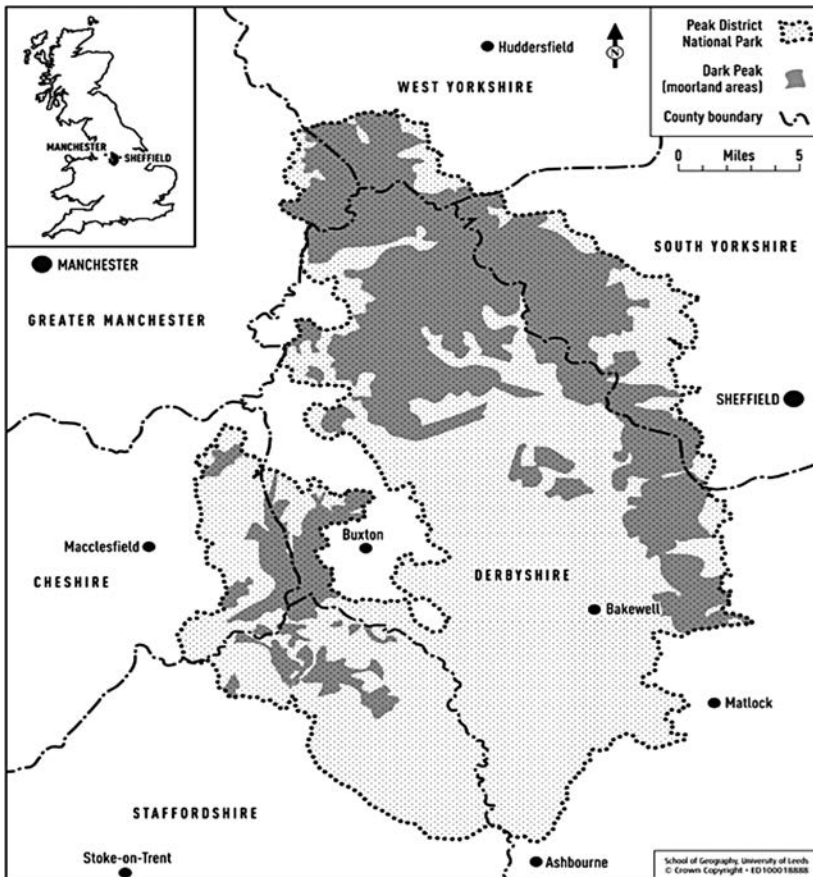 Peak District
National Park
Dark Peak
(moorland areas)
County boundary
0 Miles 5
N
Huddersfield
WEST YORKSHIRE
MANCHESTER
SHEFFIELD
SOUTH YORKSHIRE
MANCHESTER
GREATER MANCHESTER
SHEFFIELD
Macclesfield
Buxton
CHESHIRE
DERBYSHIRE
Bakewell
Matlock
STAFFORDSHIRE
Stoke-on-Trent
Ashbourne
School of Geography, University of Leeds
© Crown Copyright • ED100018888